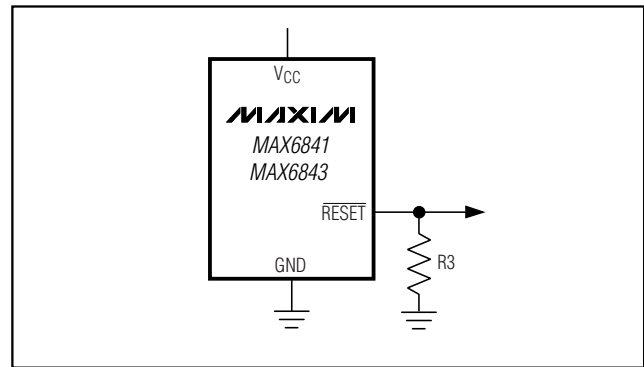 VCC
MAXIM
MAX6841
MAX6843
RESET
R3
GND